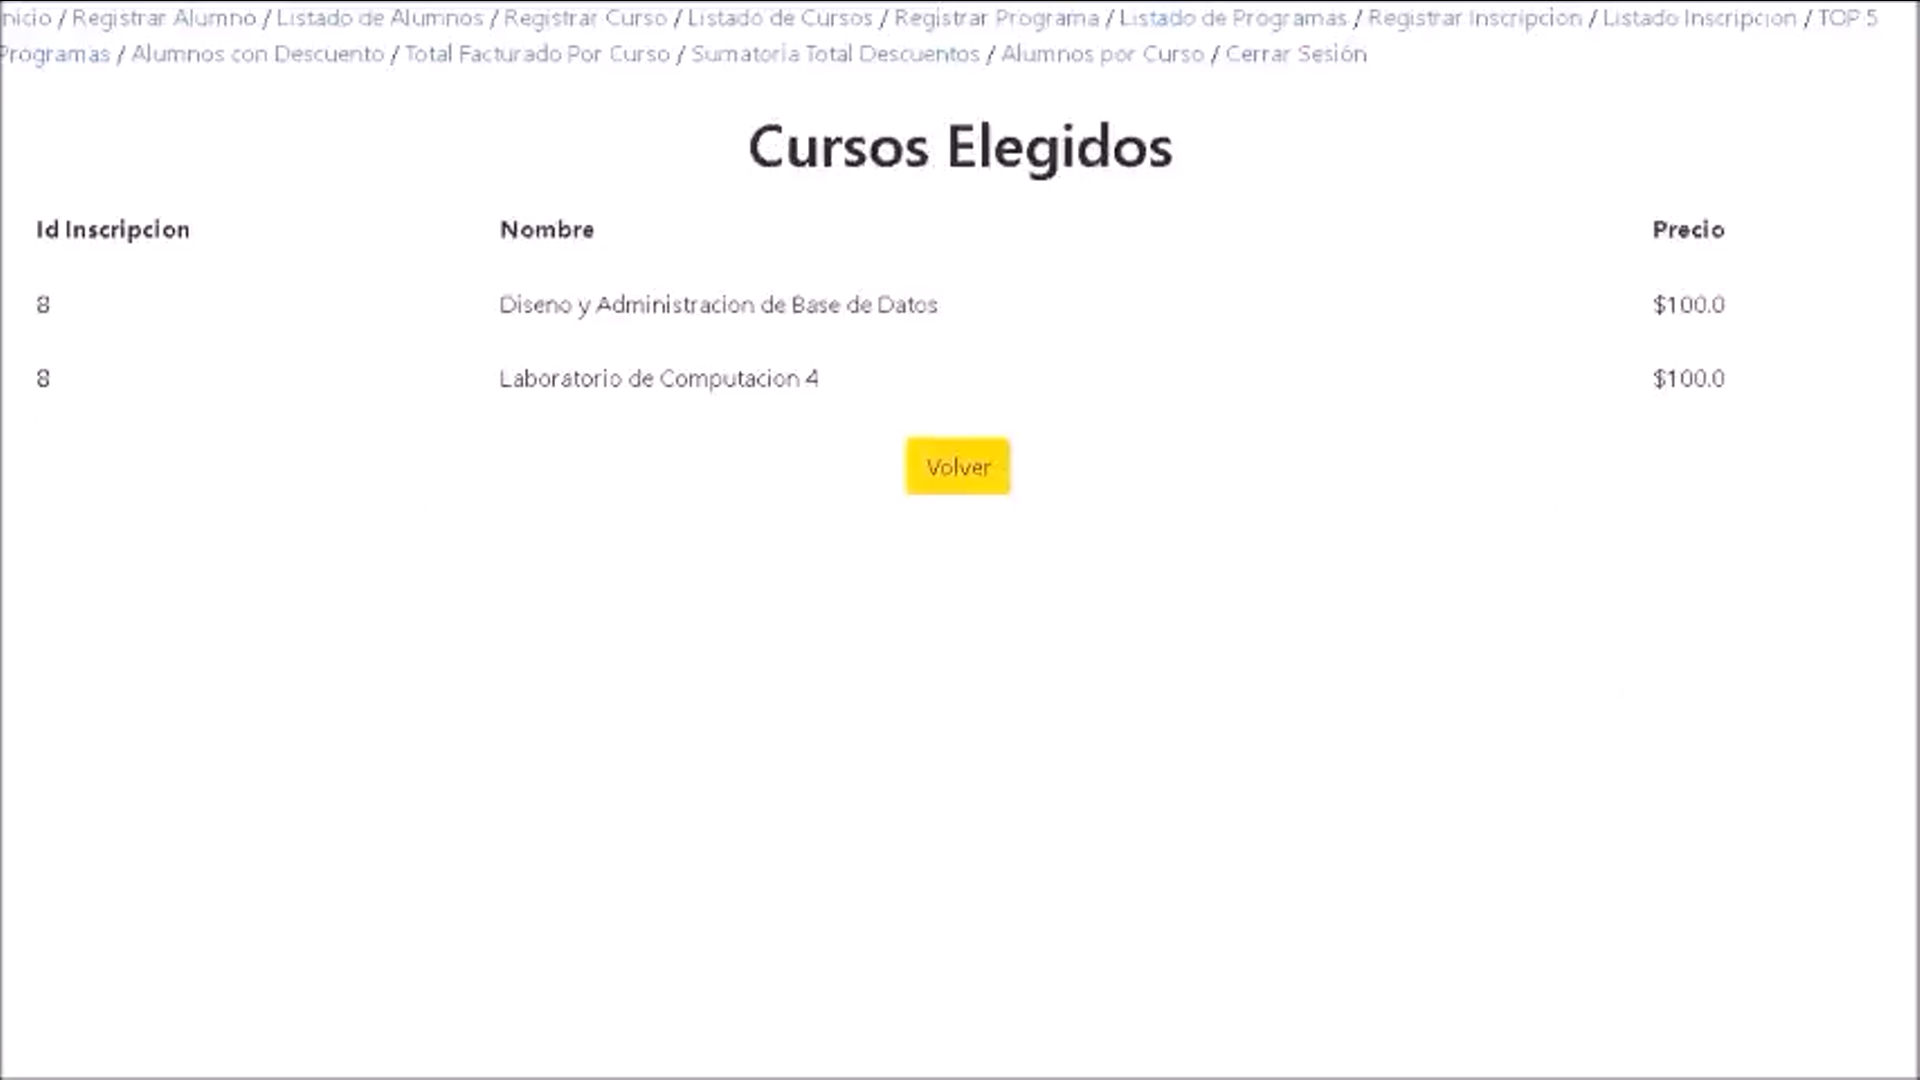 nicio / Registrar Alumno / Listado de Alumnos / Registrar Curso / Listado de Cursos / Registrar Programa / Listado de Programas / Registrar Inscripcion / Listado Inscripcion / TOP 5
Programas / Alumnos con Descuento / Total Facturado Por Curso / Sumatoria Total Descuentos / Alumnos por Curso / Cerrar Sesión
Cursos Elegidos
Id Inscripcion Nombre Precio
8 Diseno y Administracion de Base de Datos $100.0
8 Laboratorio de Computacion 4 $100.0
Volver